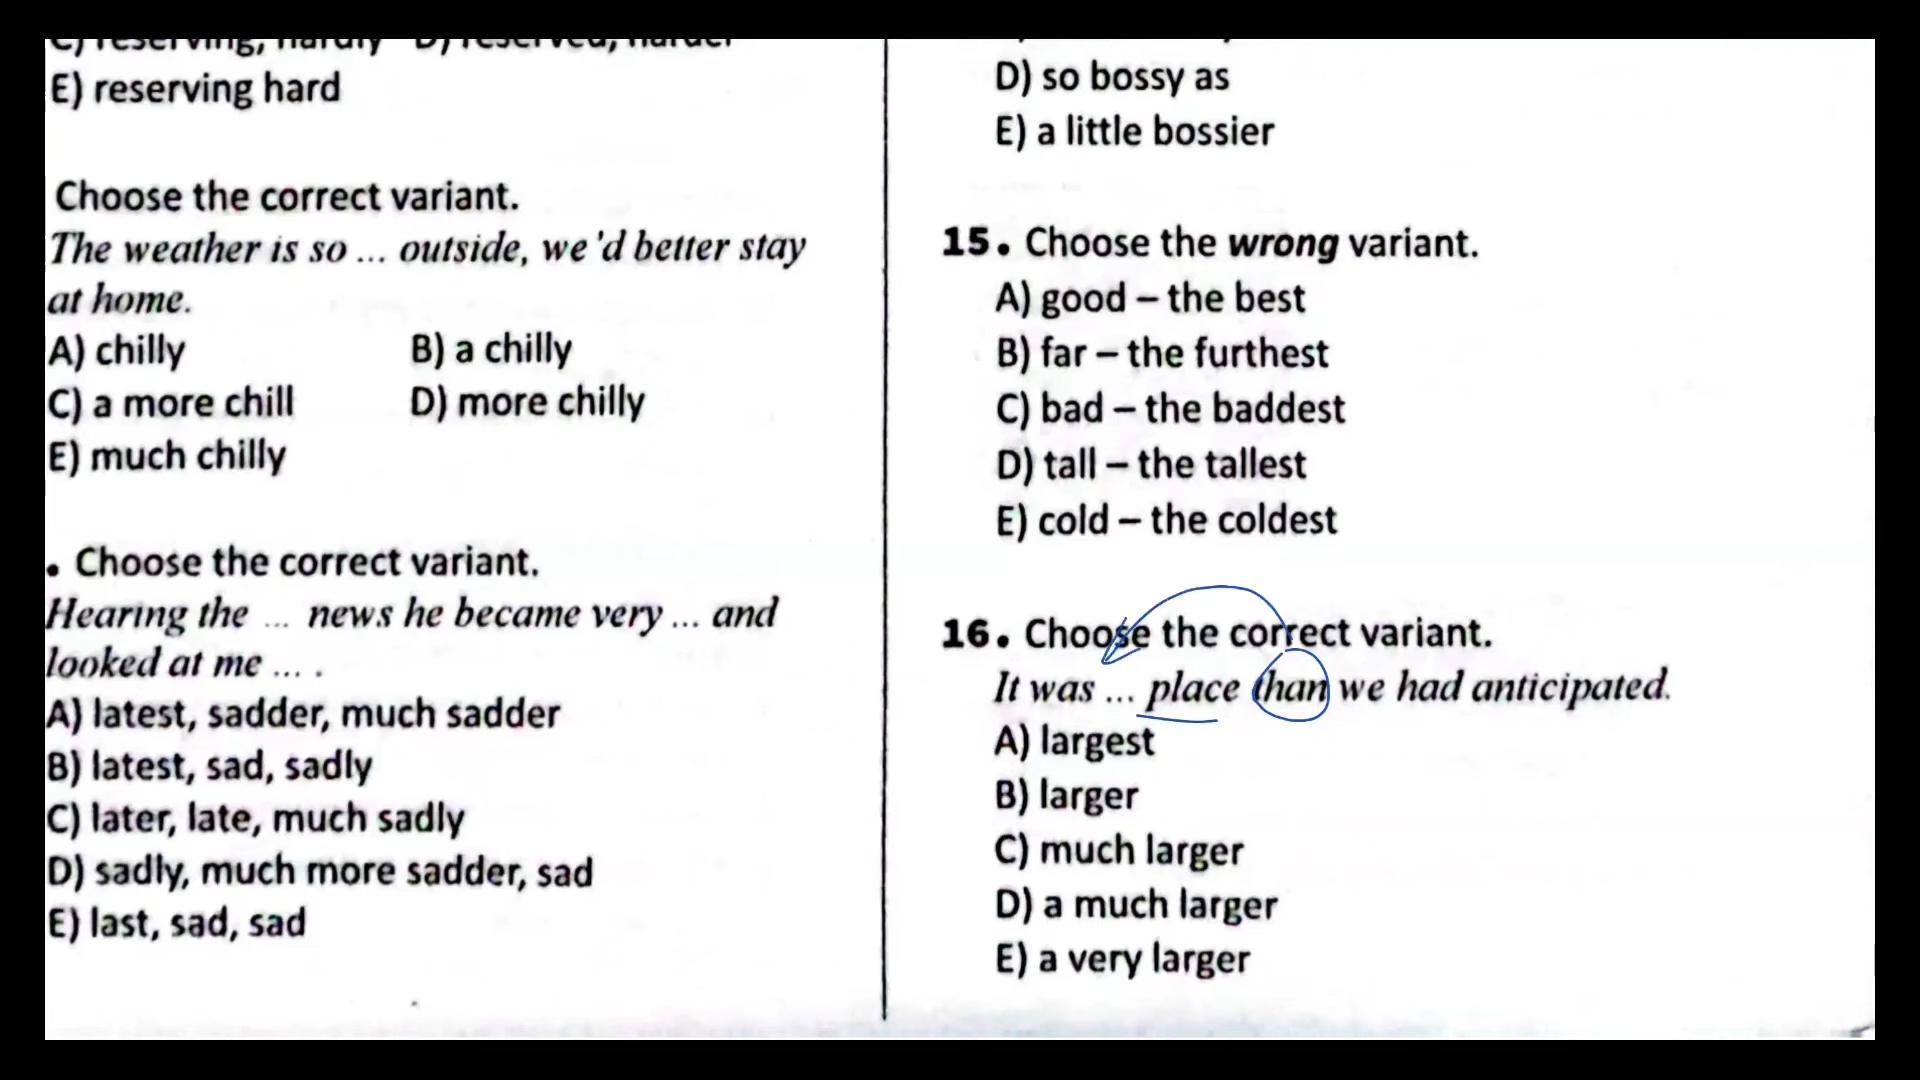 C) reserving, hardly D) reserved, harder
E) reserving hard
Choose the correct variant.
The weather is so ... outside, we'd better stay
at home.
A) chilly B) a chilly
C) a more chill D) more chilly
E) much chilly
. Choose the correct variant.
Hearing the ... news he became very ... and
looked at me ... .
A) latest, sadder, much sadder
B) latest, sad, sadly
C) later, late, much sadly
D) sadly, much more sadder, sad
E) last, sad, sad
D) so bossy as
E) a little bossier
15. Choose the wrong variant.
A) good – the best
B) far – the furthest
C) bad – the baddest
D) tall – the tallest
E) cold – the coldest
16. Choose the correct variant.
It was ... place than we had anticipated.
A) largest
B) larger
C) much larger
D) a much larger
E) a very larger